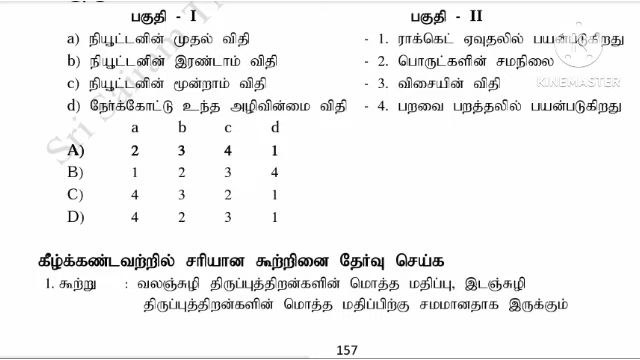 பகுதி - I பகுதி - II
a) நியூட்டனின் முதல் விதி - 1. ராக்கெட் ஏவுதலில் பயன்படுகிறது
b) நியூட்டனின் இரண்டாம் விதி - 2. பொருட்களின் சமநிலை
c) நியூட்டனின் மூன்றாம் விதி - 3. விசையின் விதி
KINEMASTER
d) நேர்க்கோட்டு உந்த அழிவின்மை விதி - 4. பறவை பறத்தலில் பயன்படுகிறது
a b c d
A) 2 3 4 1
B) 1 2 3 4
C) 4 3 2 1
D) 4 2 3 1
Sri Sairam
கீழ்க்கண்டவற்றில் சரியான கூற்றினை தேர்வு செய்க
1. கூற்று : வலஞ்சுழி திருப்புத்திறன்களின் மொத்த மதிப்பு, இடஞ்சுழி
திருப்புத்திறன்களின் மொத்த மதிப்பிற்கு சமமானதாக இருக்கும்
157